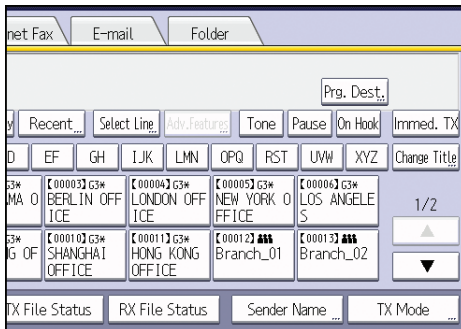 net Fax E-mail Folder
Prg. Dest.
y Recent Select Line Adv.Features Tone Pause On Hook Immed. TX
D EF GH IJK LMN OPQ RST UVW XYZ Change Title
G3* 【00003】G3* 【00004】G3* 【00005】G3* 【00006】G3*
MA O BERLIN OFF LONDON OFF NEW YORK O LOS ANGELE
ICE ICE FFICE S
1/2
G3* 【00010】G3* 【00011】G3* 【00012】 【00013】
G OF SHANGHAI HONG KONG Branch_01 Branch_02
OFFICE OFFICE
TX File Status RX File Status Sender Name TX Mode